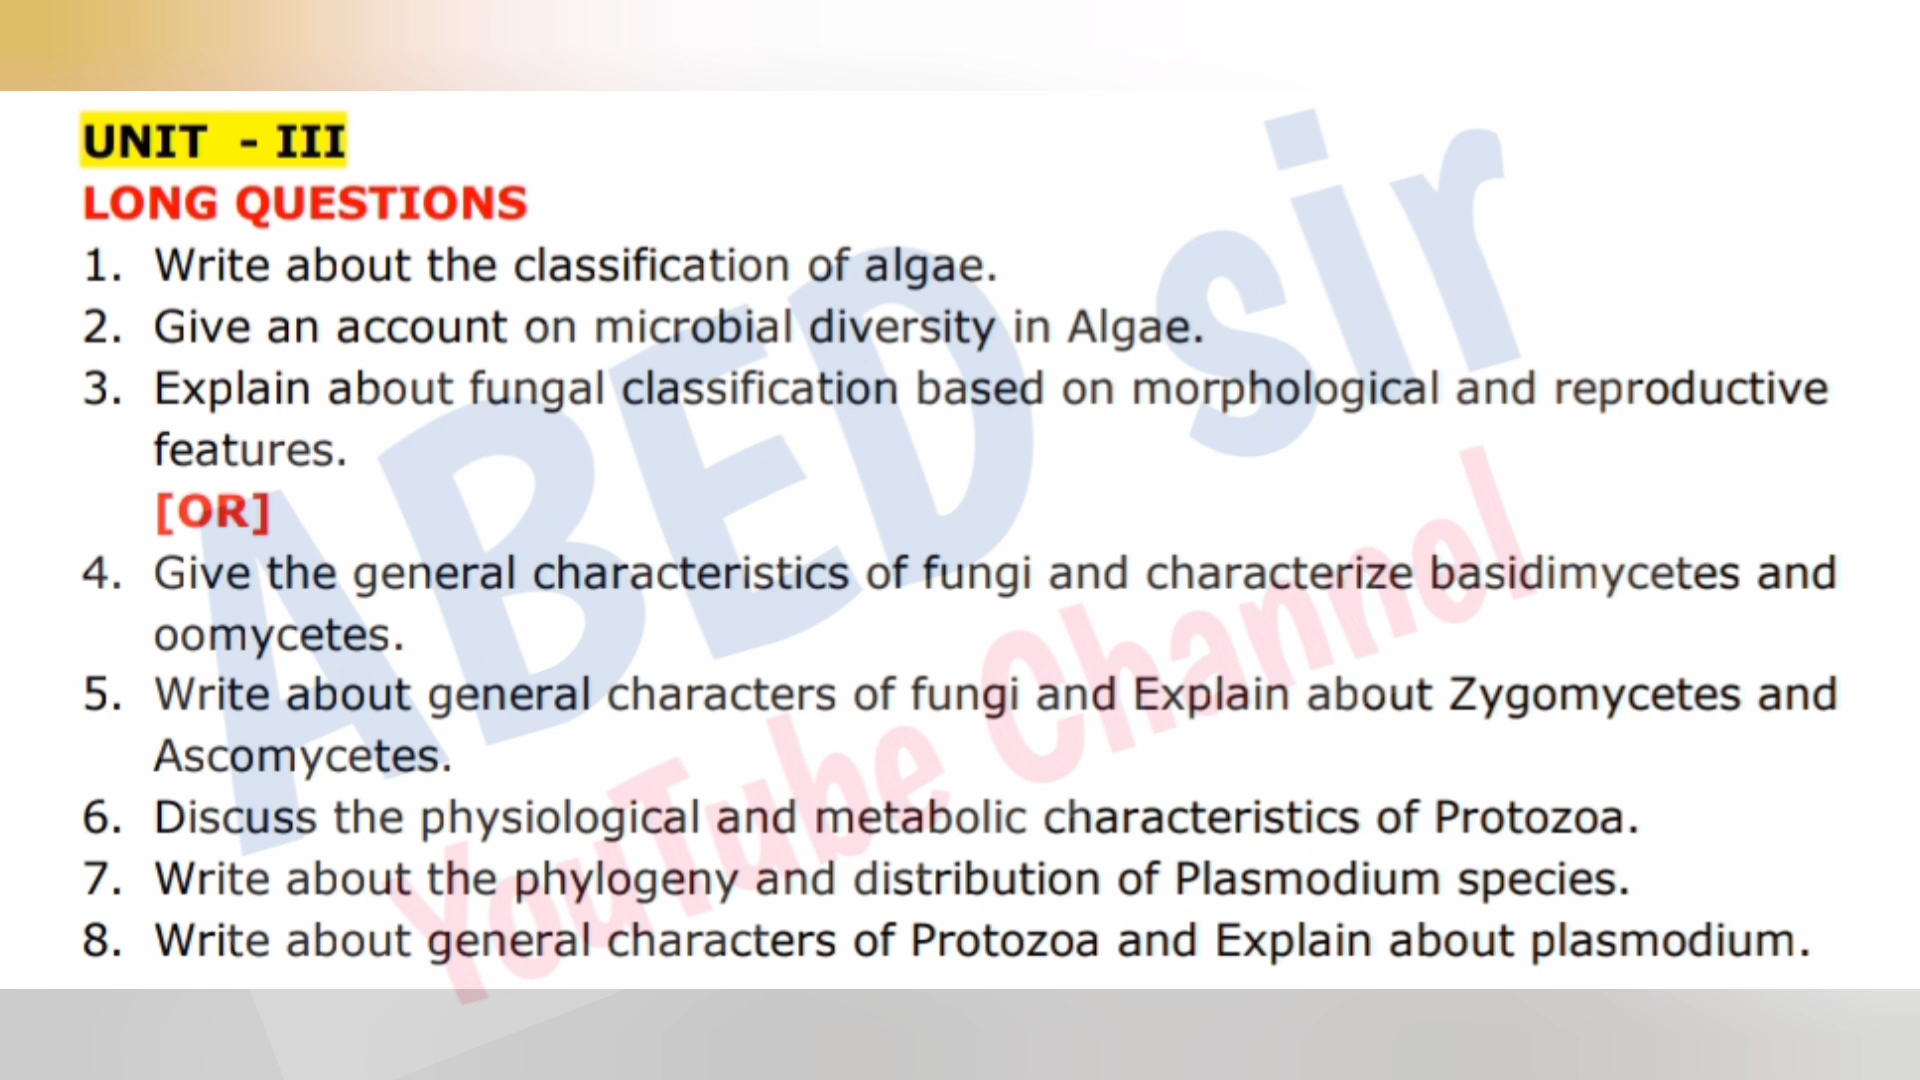 UNIT - III
LONG QUESTIONS
1. Write about the classification of algae.
2. Give an account on microbial diversity in Algae.
3. Explain about fungal classification based on morphological and reproductive
features.
[OR]
4. Give the general characteristics of fungi and characterize basidimycetes and
oomycetes.
5. Write about general characters of fungi and Explain about Zygomycetes and
Ascomycetes.
6. Discuss the physiological and metabolic characteristics of Protozoa.
7. Write about the phylogeny and distribution of Plasmodium species.
8. Write about general characters of Protozoa and Explain about plasmodium.
ABED sir
YouTube Channel